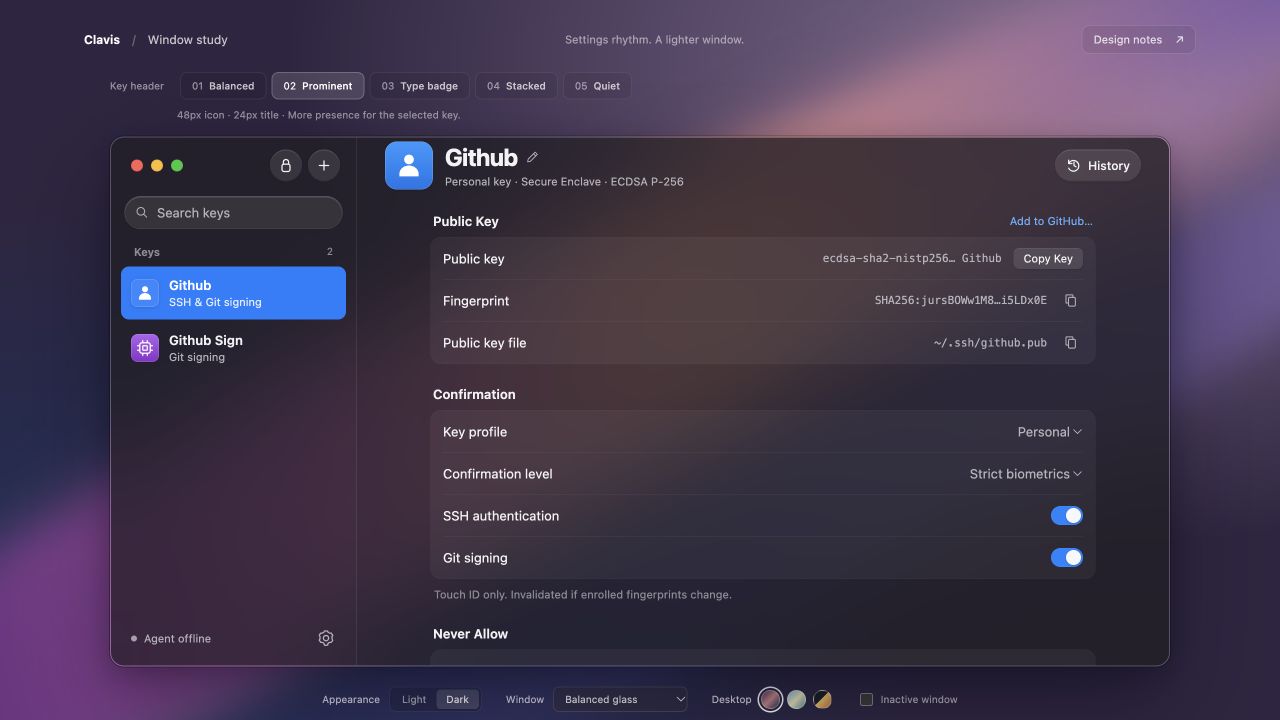 Clavis / Window study
Settings rhythm. A lighter window.
Design notes
Key header
01 Balanced
02 Prominent
03 Type badge
04 Stacked
05 Quiet
48px icon · 24px title · More presence for the selected key.
Search keys
Keys 2
Github
SSH & Git signing
Github Sign
Git signing
Agent offline
Github
Personal key · Secure Enclave · ECDSA P-256
History
Public Key
Add to GitHub…
Public key ecdsa-sha2-nistp256… Github Copy Key
Fingerprint SHA256:jursBOWw1M8…i5LDx0E
Public key file ~/.ssh/github.pub
Confirmation
Key profile Personal
Confirmation level Strict biometrics
SSH authentication
Git signing
Touch ID only. Invalidated if enrolled fingerprints change.
Never Allow
Appearance Light Dark Window Balanced glass Desktop Inactive window